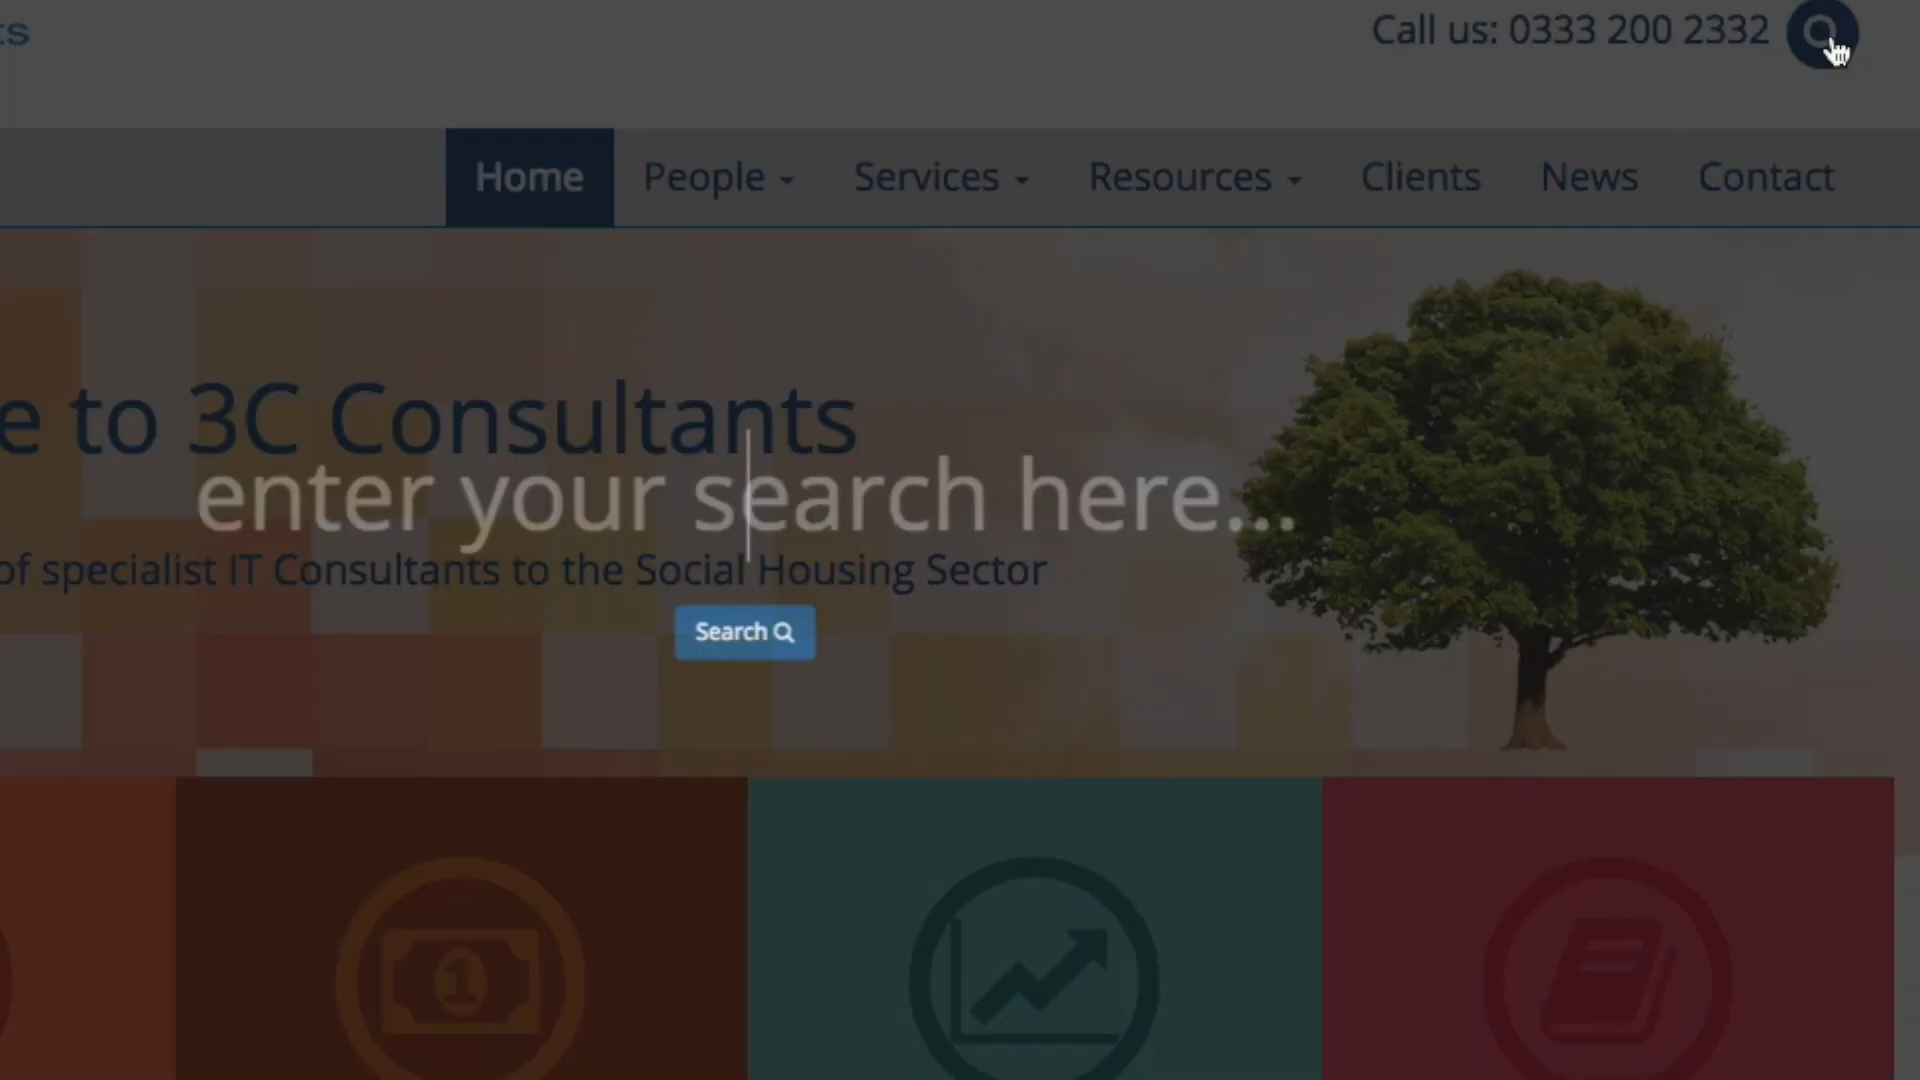 ts
Call us: 0333 200 2332
Home People Services Resources Clients News Contact
e to 3C Consultants
enter your search here...
of specialist IT Consultants to the Social Housing Sector
Search
1